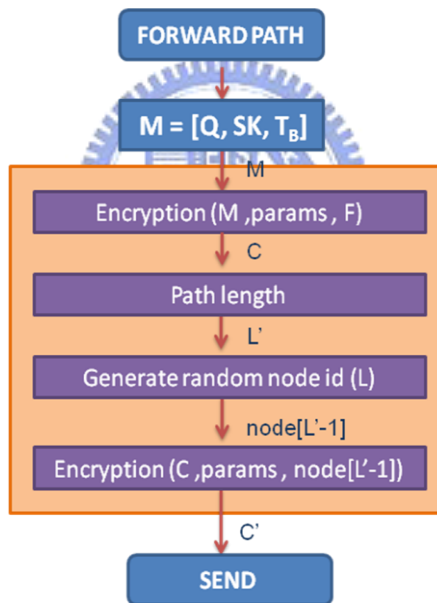 FORWARD PATH
M = [Q, SK, T_B]
M
Encryption (M ,params , F)
C
Path length
L'
Generate random node id (L)
node[L'-1]
Encryption (C ,params , node[L'-1])
C'
SEND